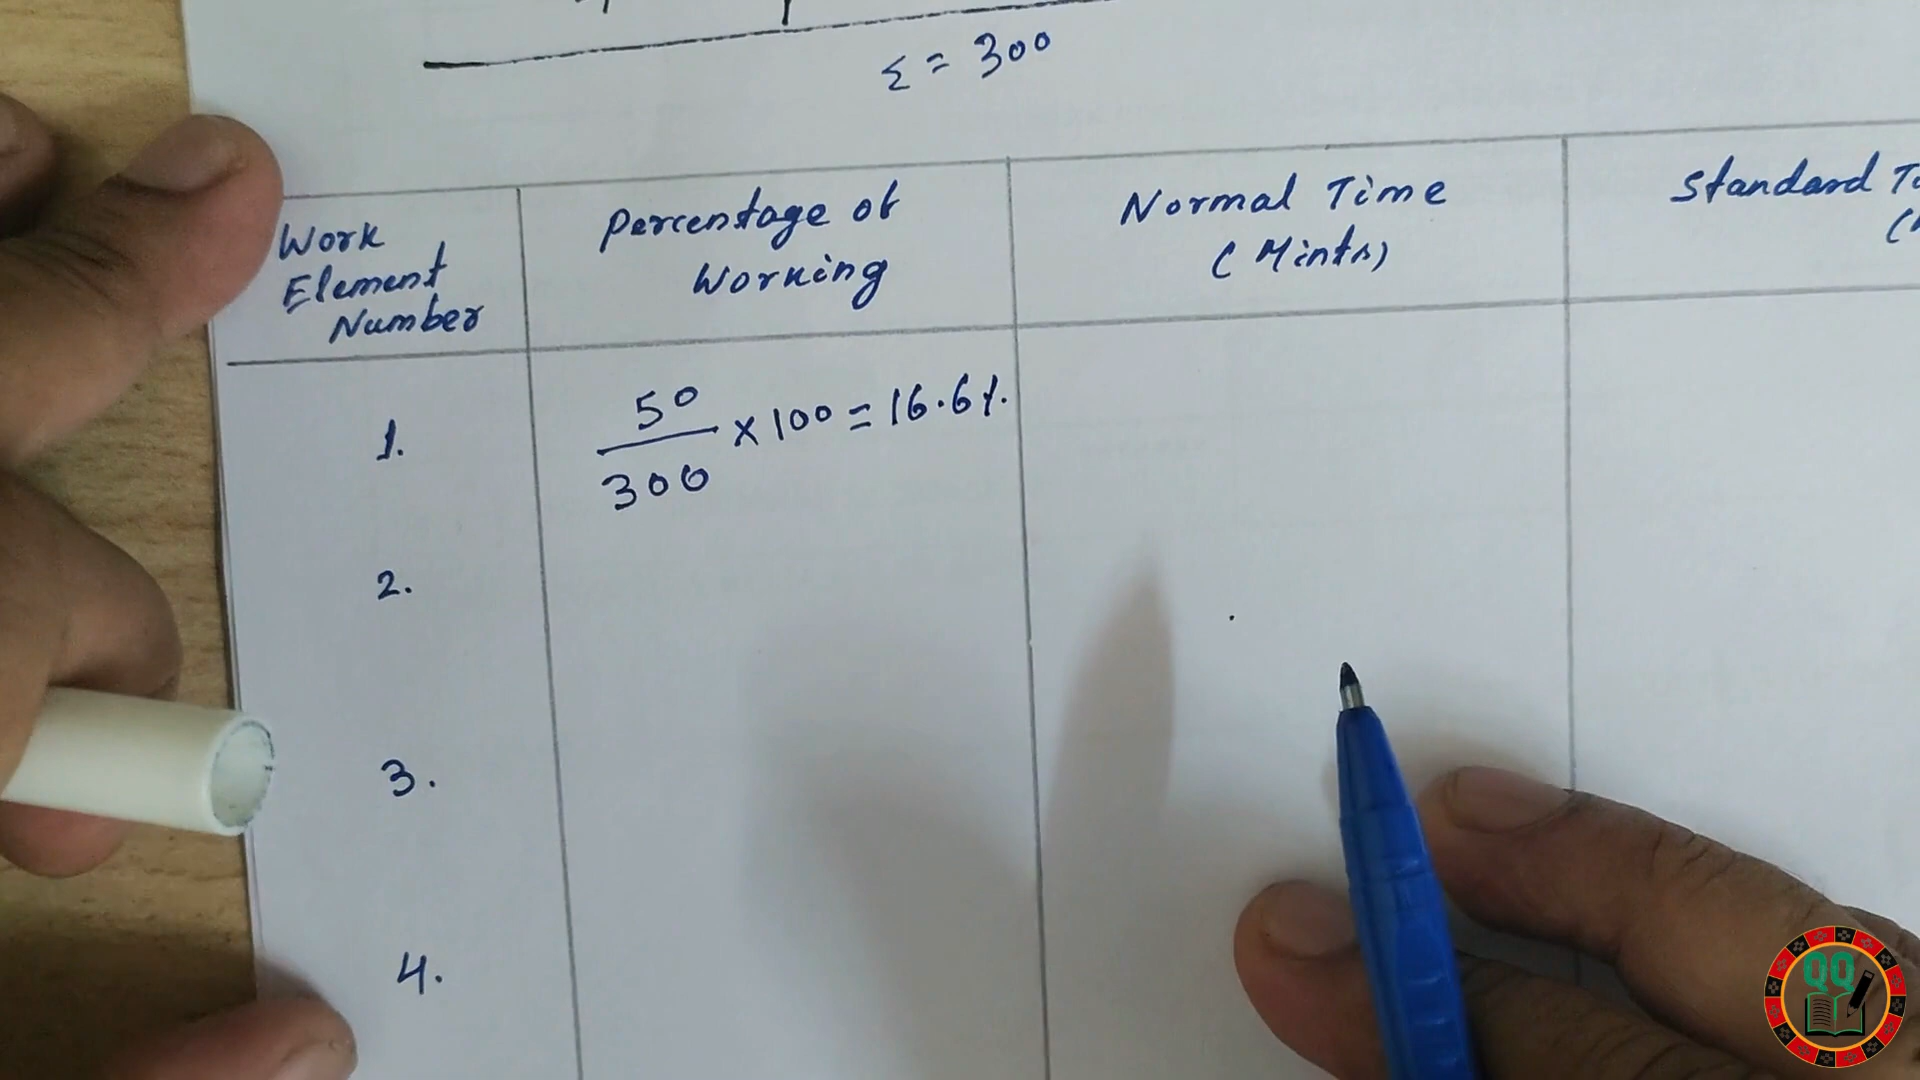 Σ = 300
Work
Element
Number
Percentage of
Working
Normal Time
(Mints)
Standard
1.
50
300
× 100 = 16.6%
2.
3.
4.
QQ